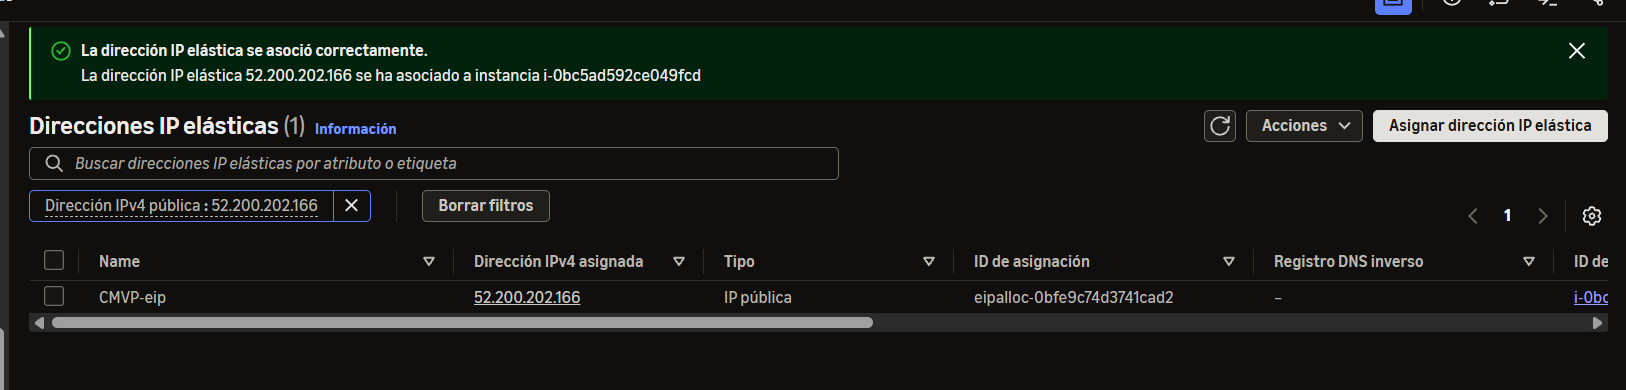 La dirección IP elástica se asoció correctamente.
La dirección IP elástica 52.200.202.166 se ha asociado a instancia i-0bc5ad592ce049fcd
Direcciones IP elásticas (1) Información
Acciones
Asignar dirección IP elástica
Buscar direcciones IP elásticas por atributo o etiqueta
Dirección IPv4 pública : 52.200.202.166
Borrar filtros
1
Name Dirección IPv4 asignada Tipo ID de asignación Registro DNS inverso ID de
CMVP-eip 52.200.202.166 IP pública eipalloc-0bfe9c74d3741cad2 – i-0bc